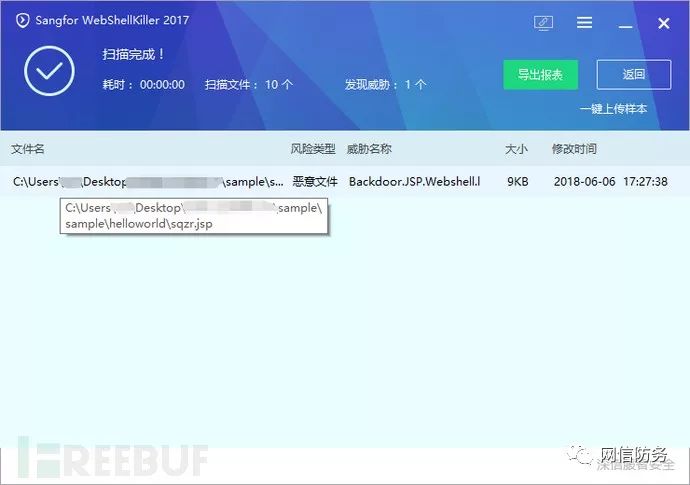 Sangfor WebShellKiller 2017
扫描完成！
耗时： 00:00:00 扫描文件： 10 个 发现威胁： 1 个
导出报表 返回
一键上传样本
文件名 风险类型 威胁名称 大小 修改时间
C:\Users\ \Desktop \sample\s... 恶意文件 Backdoor.JSP.Webshell.l 9KB 2018-06-06 17:27:38
C:\Users\ \Desktop\ \sample\
sample\helloworld\sqzr.jsp
FREEBUF
网信防务
深信服客安全